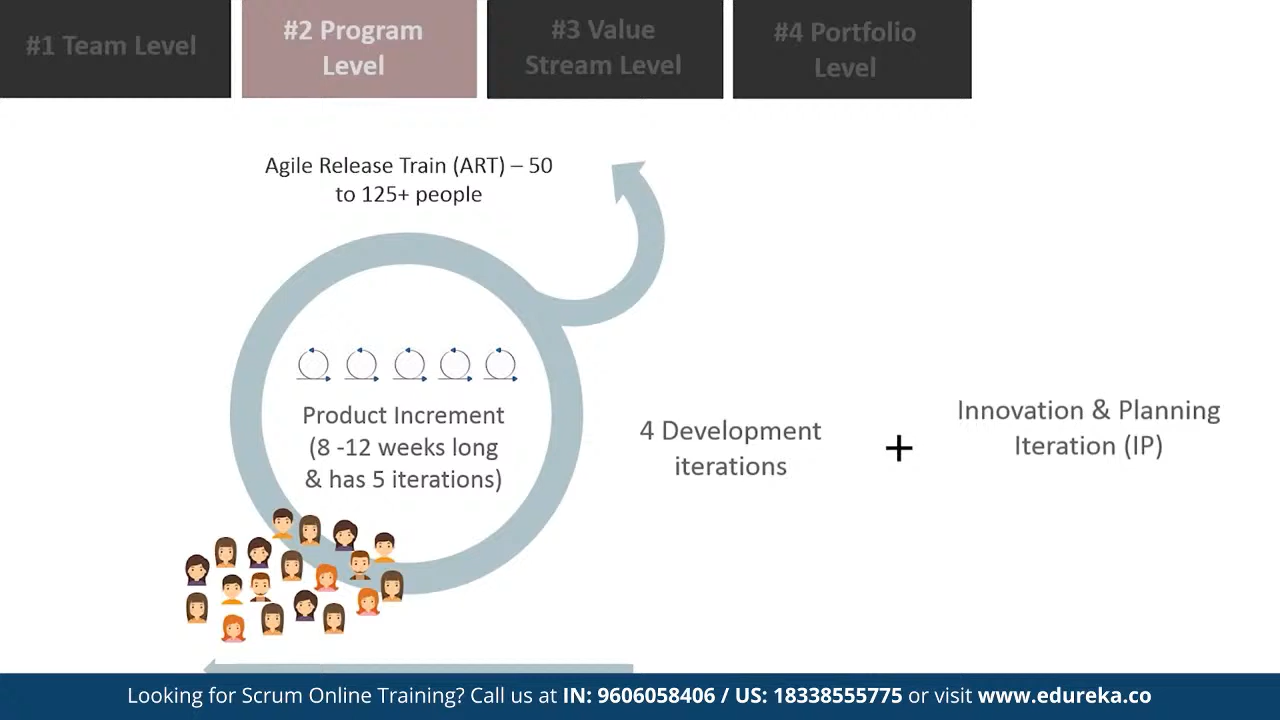 #1 Team Level
#2 Program
Level
#3 Value
Stream Level
#4 Portfolio
Level
Agile Release Train (ART) – 50
to 125+ people
Product Increment
(8 -12 weeks long
& has 5 iterations)
4 Development
iterations
+
Innovation & Planning
Iteration (IP)
Looking for Scrum Online Training? Call us at IN: 9606058406 / US: 18338555775 or visit www.edureka.co